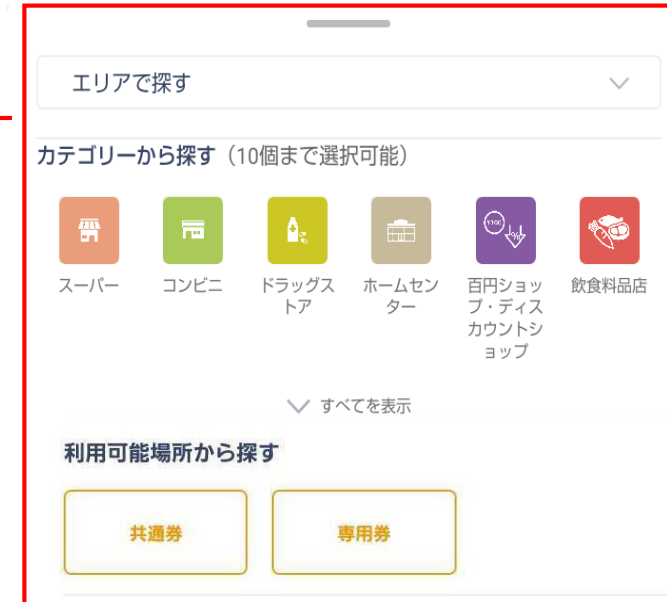 エリアで探す
カテゴリーから探す（10個まで選択可能）
スーパー
コンビニ
ドラッグス
トア
ホームセン
ター
¥100
百円ショッ
プ・ディス
カウントシ
ョップ
飲食料品店
すべてを表示
利用可能場所から探す
共通券
専用券